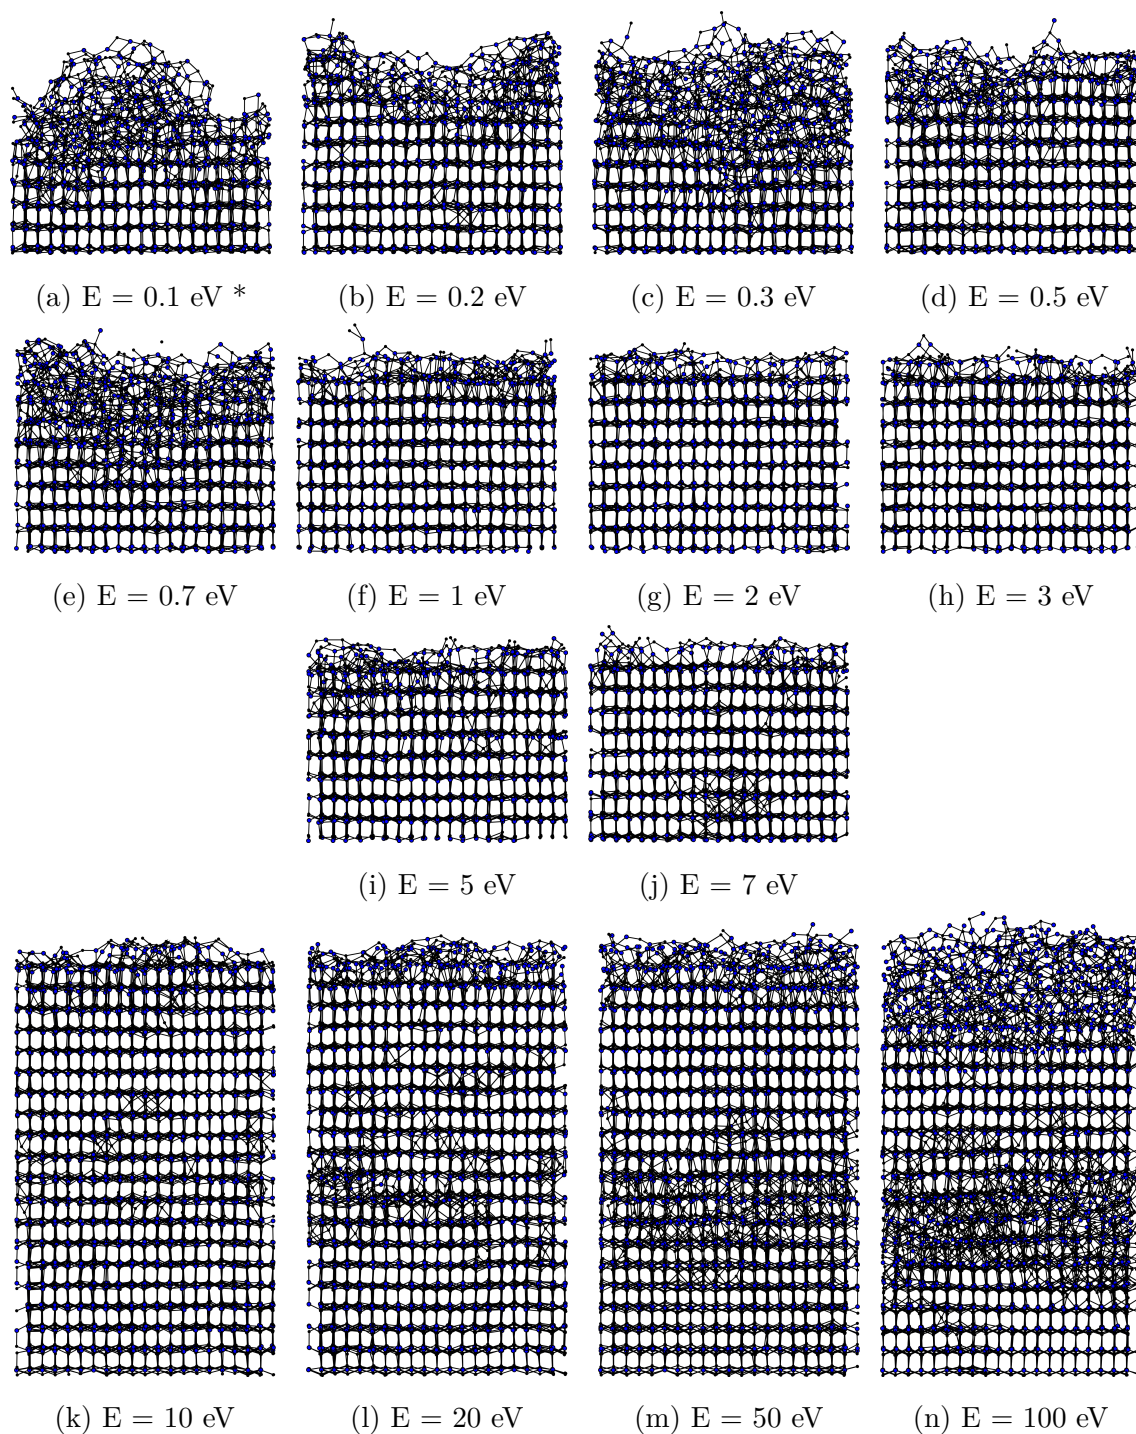 (a) E = 0.1 eV *
(b) E = 0.2 eV
(c) E = 0.3 eV
(d) E = 0.5 eV
(e) E = 0.7 eV
(f) E = 1 eV
(g) E = 2 eV
(h) E = 3 eV
(i) E = 5 eV
(j) E = 7 eV
(k) E = 10 eV
(l) E = 20 eV
(m) E = 50 eV
(n) E = 100 eV